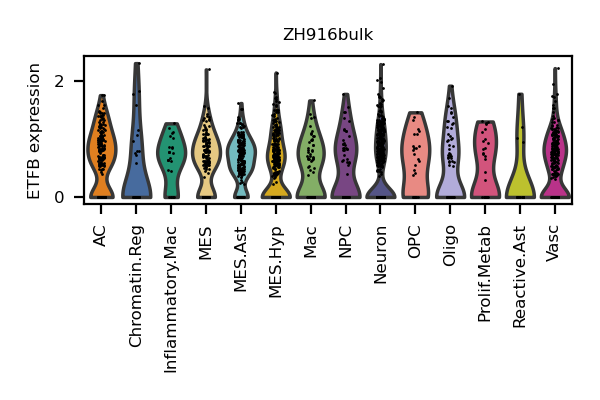 ZH916bulk
ETFB expression
2
0
AC
Chromatin.Reg
Inflammatory.Mac
MES
MES.Ast
MES.Hyp
Mac
NPC
Neuron
OPC
Oligo
Prolif.Metab
Reactive.Ast
Vasc